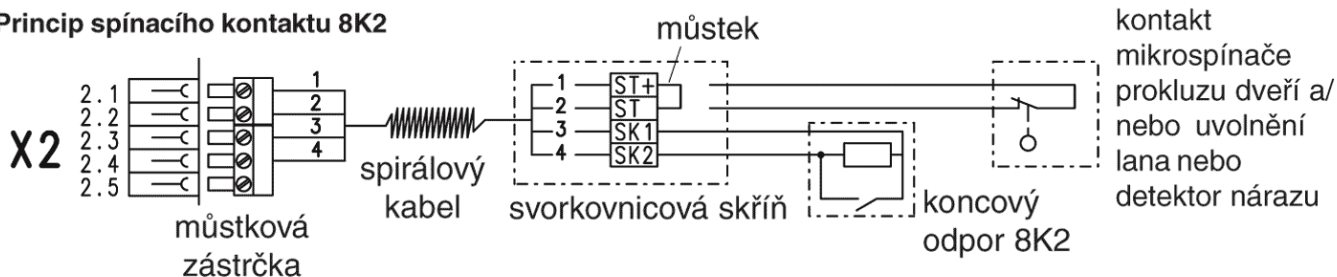 Princip spínacího kontaktu 8K2
X2
2.1
2.2
2.3
2.4
2.5
1
2
3
4
můstková
zástrčka
spirálový
kabel
můstek
1 ST+
2 ST
3 SK1
4 SK2
svorkovnicová skříň
koncový
odpor 8K2
kontakt
mikrospínače
prokluzu dveří a/
nebo uvolnění
lana nebo
detektor nárazu